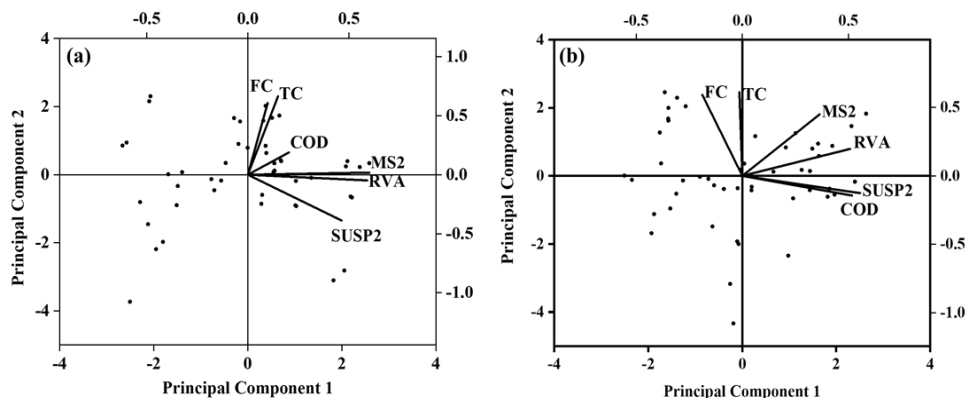 -0.5 0.0 0.5
4
2
0
-2
-4
Principal Component 2
(a)
FC
TC
COD
MS2
RVA
SUSP2
1.0
0.5
0.0
-0.5
-1.0
-4 -2 0 2 4
Principal Component 1
-0.5 0.0 0.5
4
2
0
-2
-4
Principal Component 2
(b)
FC
TC
MS2
RVA
SUSP2
COD
0.5
0.0
-0.5
-1.0
-4 -2 0 2 4
Principal Component 1